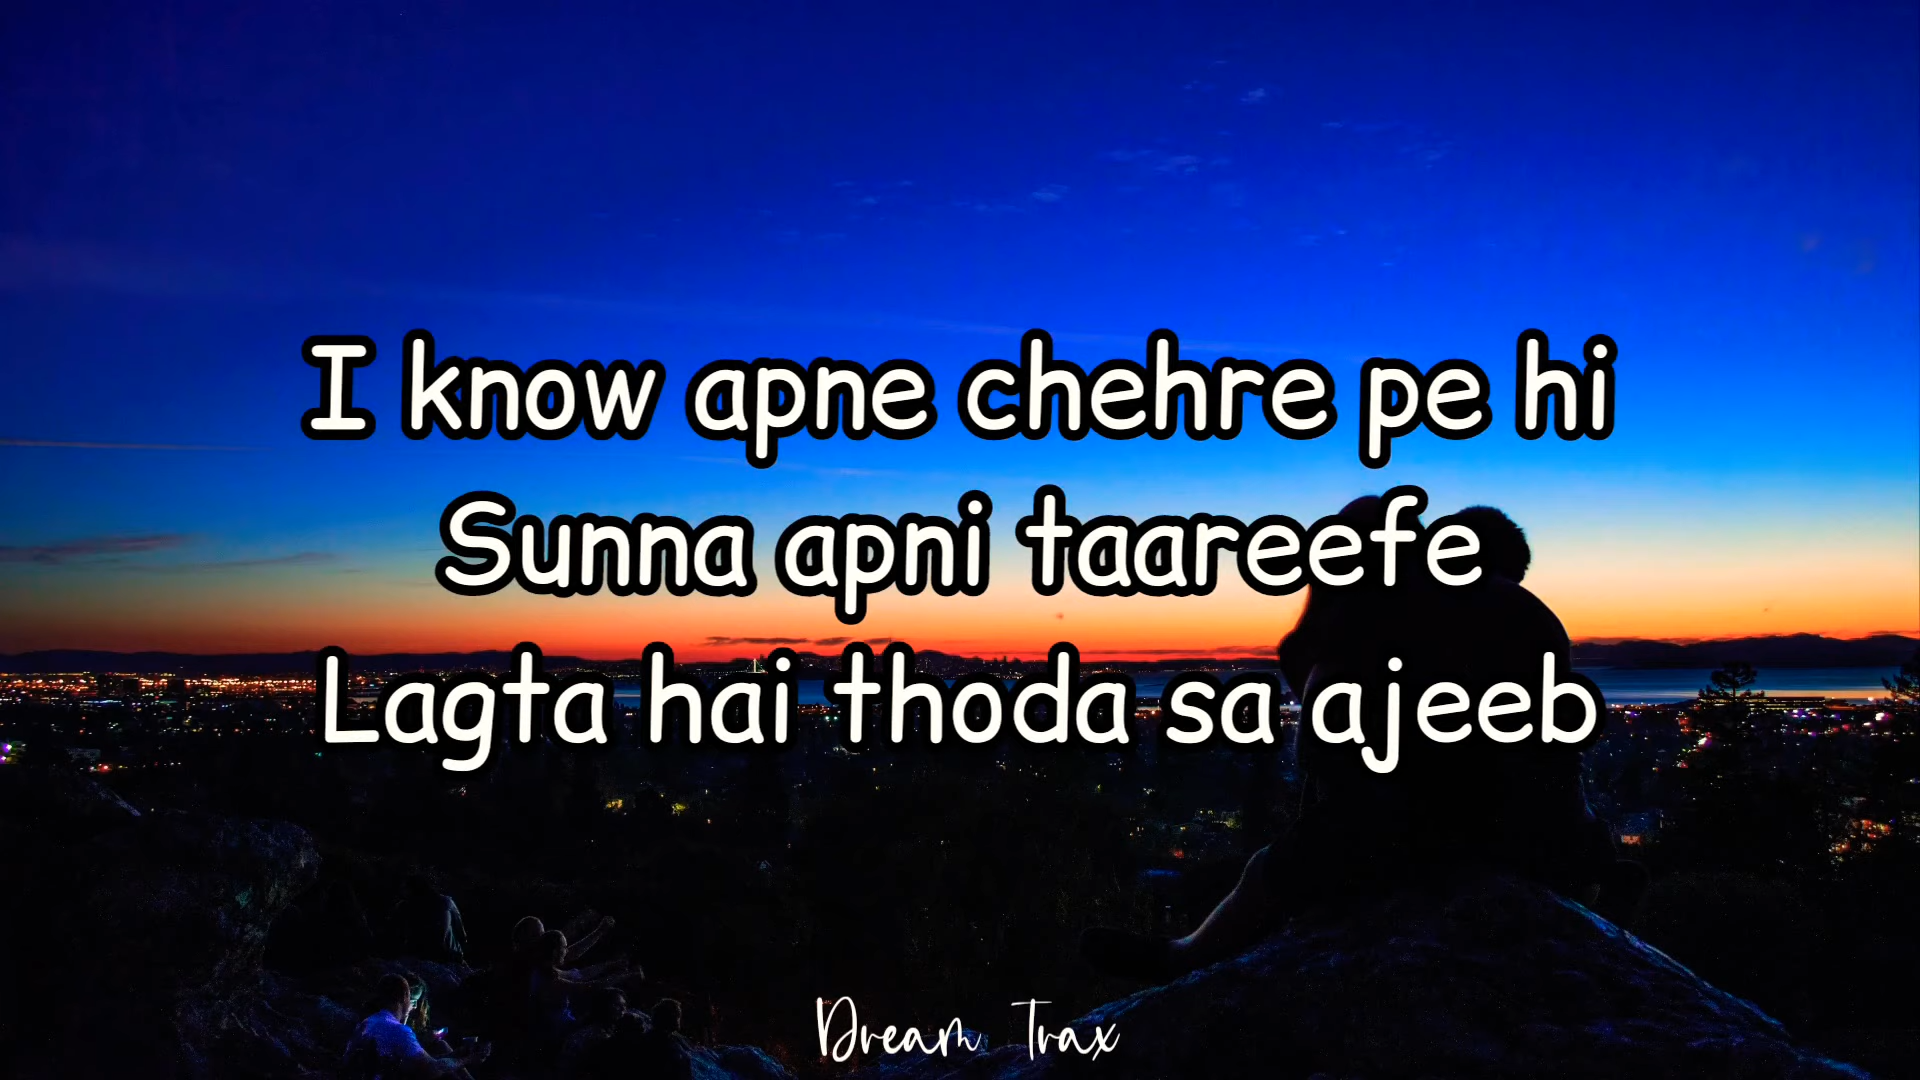 I know apne chehre pe hi
Sunna apni taareefe
Lagta hai thoda sa ajeeb
Dream Trax